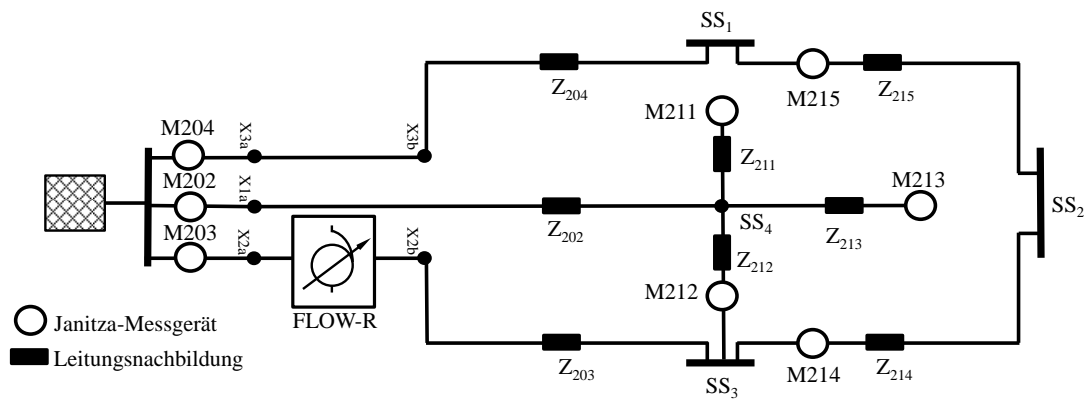 SS1
M204
X3a
X3b
Z204
M215
Z215
M211
Z211
M202
X1a
Z202
SS4
M213
Z213
SS2
M203
X2a
X2b
Z212
M212
FLOW-R
Janitza-Messgerät
Leitungsnachbildung
Z203
SS3
M214
Z214